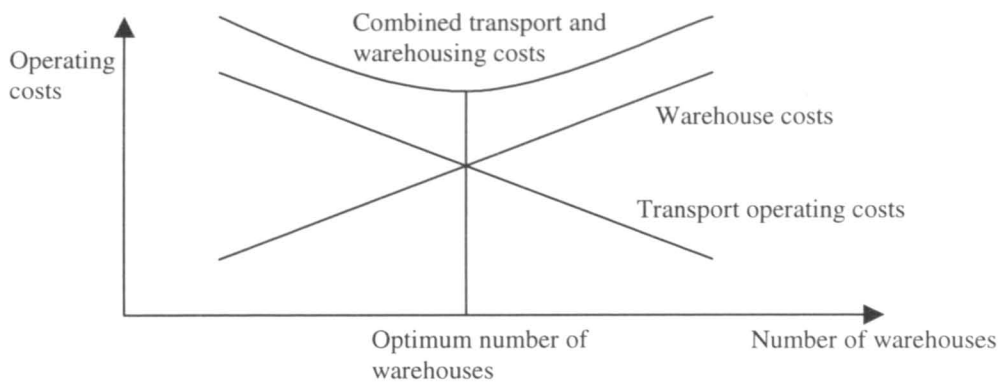 Combined transport and
warehousing costs
Operating
costs
Warehouse costs
Transport operating costs
Optimum number of
warehouses
Number of warehouses